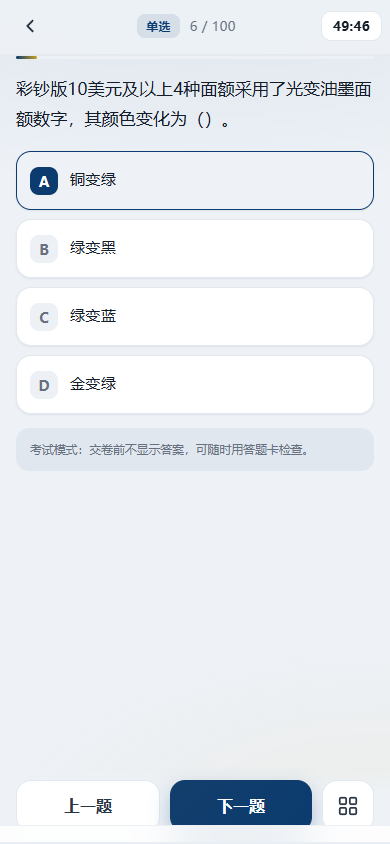 单选 6 / 100 49:46
彩钞版10美元及以上4种面额采用了光变油墨面
额数字，其颜色变化为（）。
A 铜变绿
B 绿变黑
C 绿变蓝
D 金变绿
考试模式：交卷前不显示答案，可随时用答题卡检查。
上一题 下一题